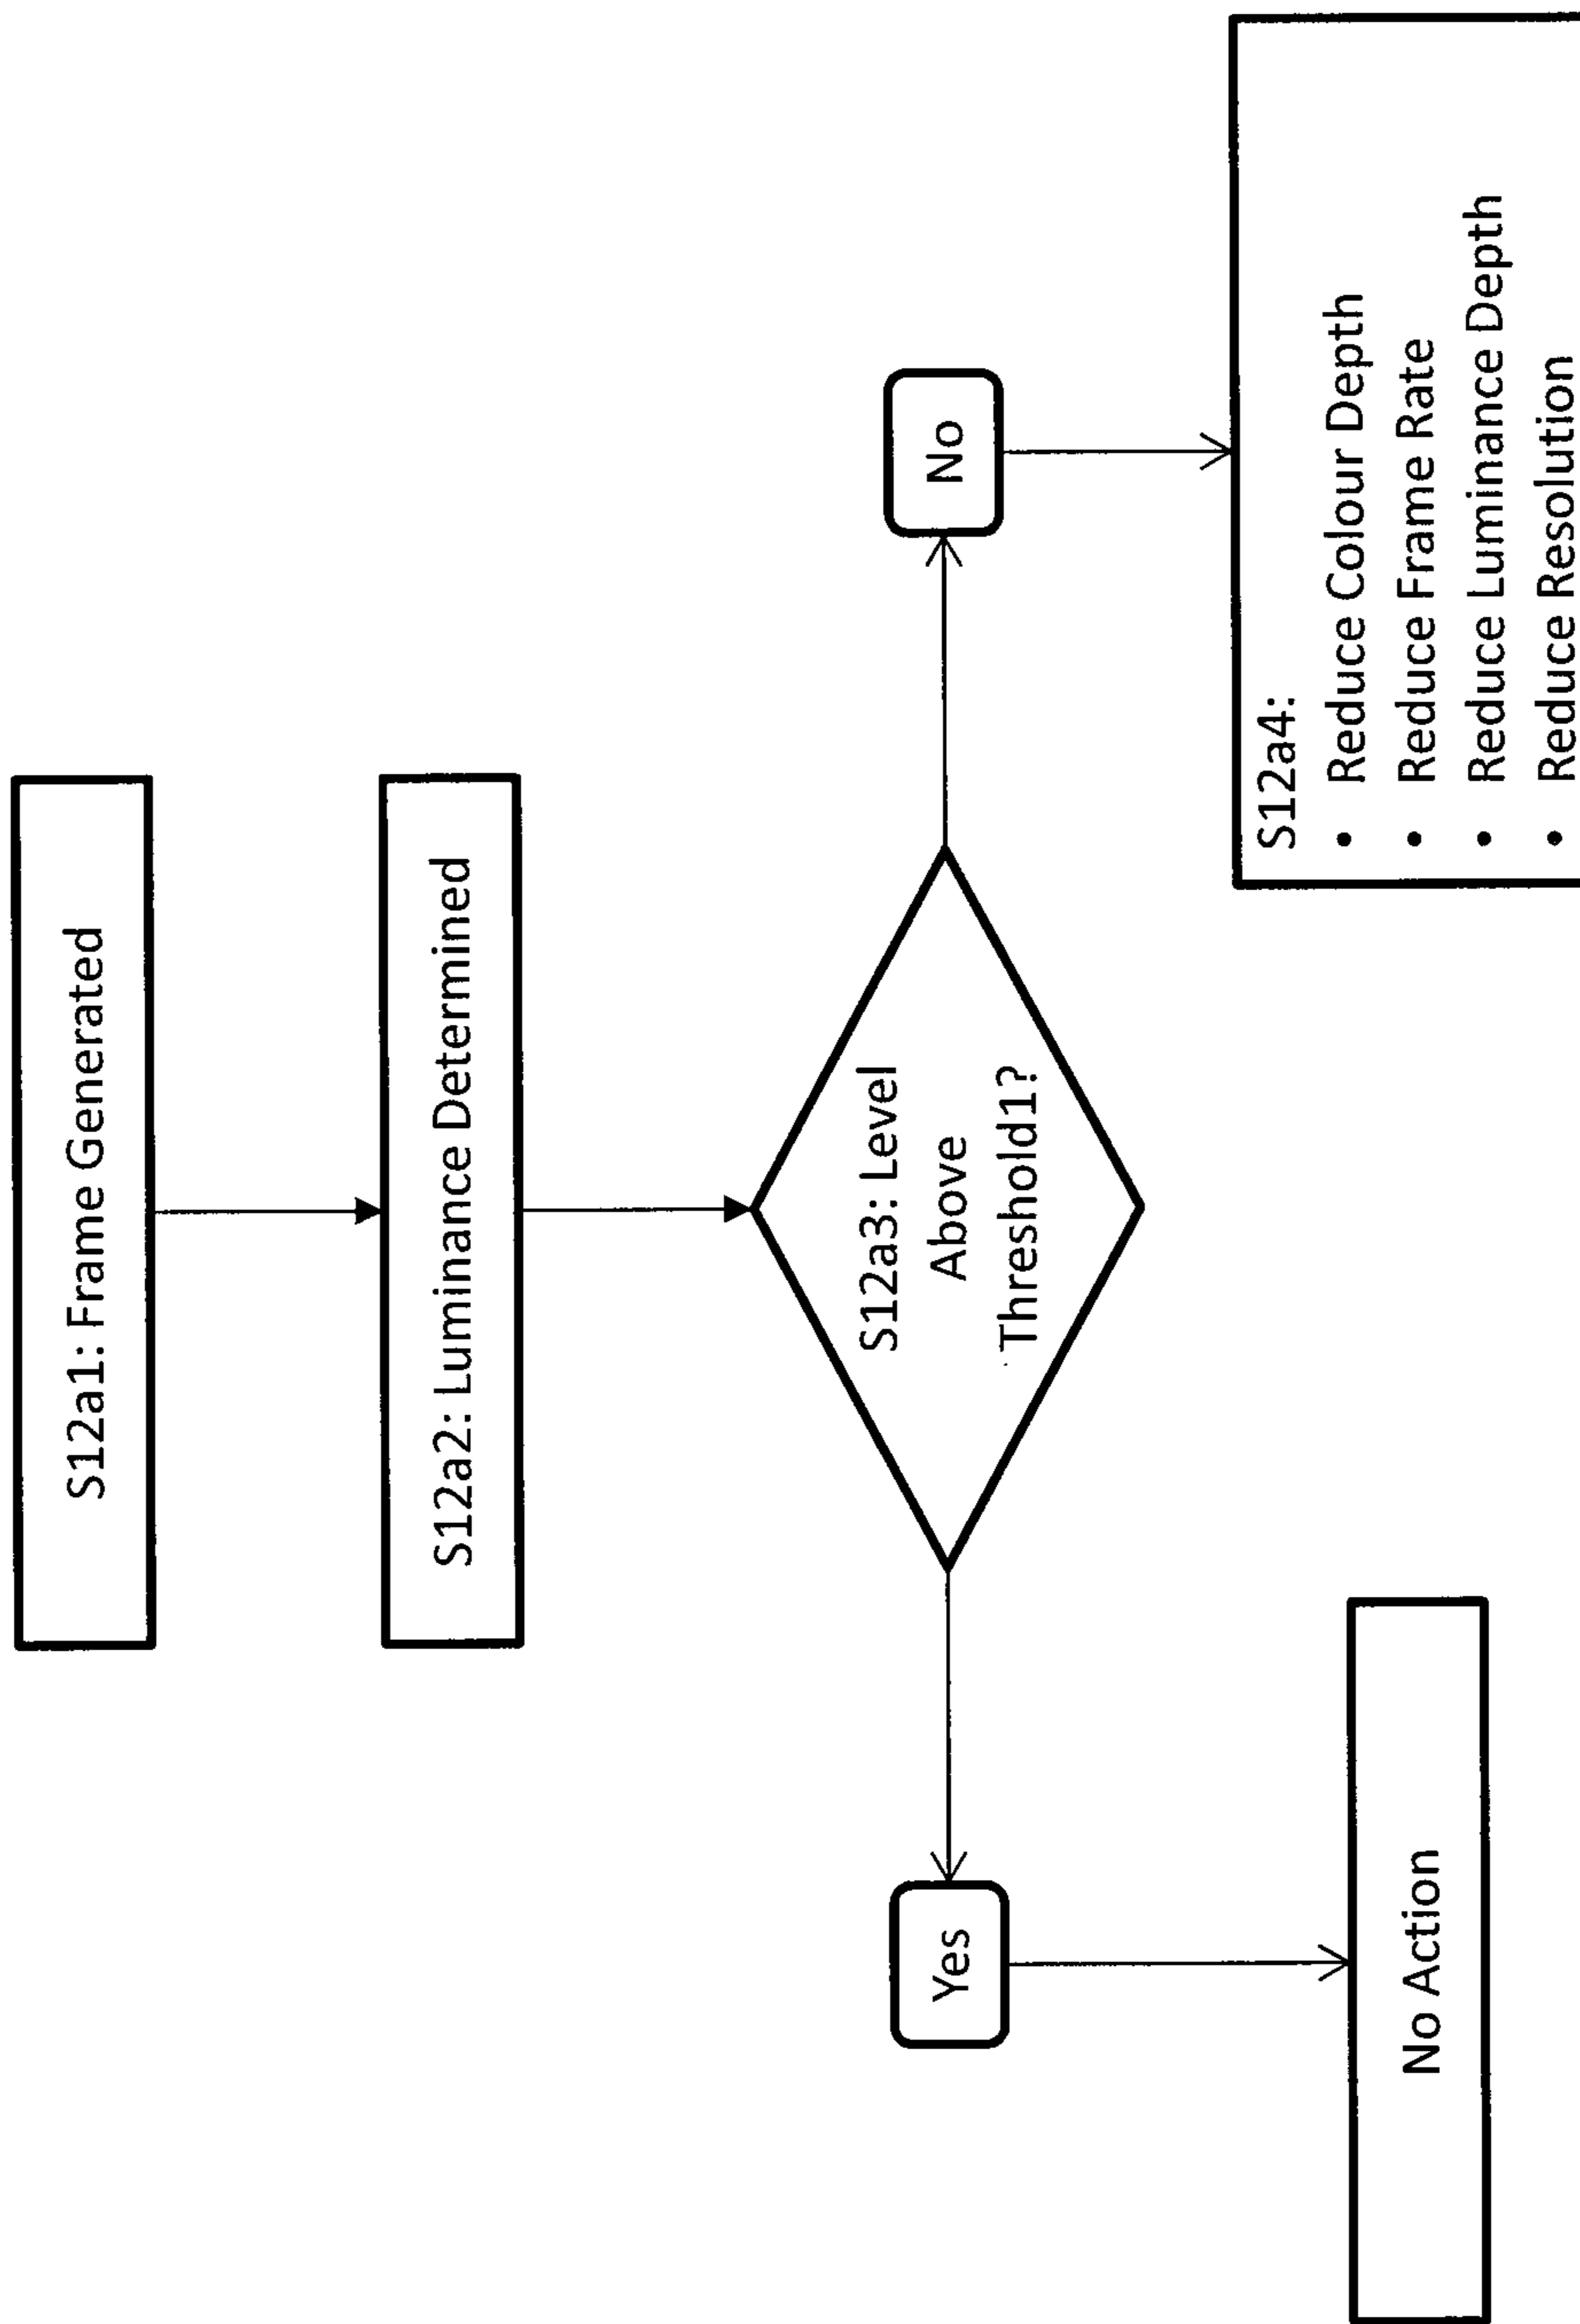 S12a1: Frame Generated
S12a2: Luminance Determined
S12a3: Level
Above
Threshold1?
Yes
No
No Action
S12a4:
• Reduce Colour Depth
• Reduce Frame Rate
• Reduce Luminance Depth
• Reduce Resolution